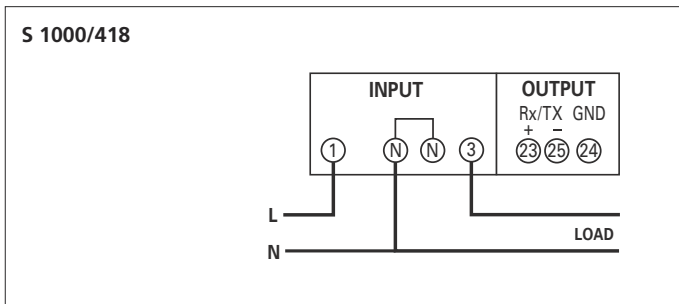 S 1000/418
INPUT
OUTPUT
Rx/TX GND
+ –
1 N N 3 23 25 24
L
LOAD
N